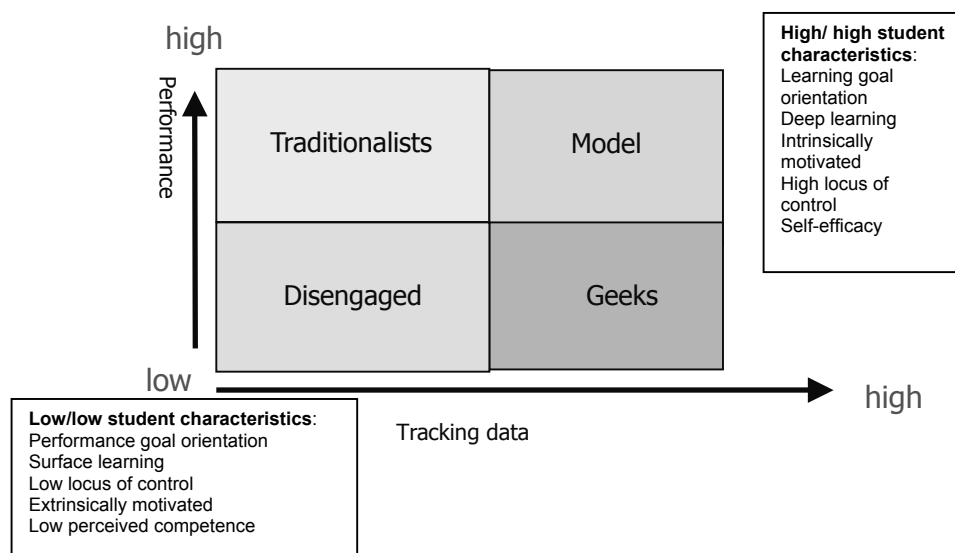 high
Performance
Traditionalists
Model
Disengaged
Geeks
low
high
Tracking data
High/ high student
characteristics:
Learning goal
orientation
Deep learning
Intrinsically
motivated
High locus of
control
Self-efficacy
Low/low student characteristics:
Performance goal orientation
Surface learning
Low locus of control
Extrinsically motivated
Low perceived competence